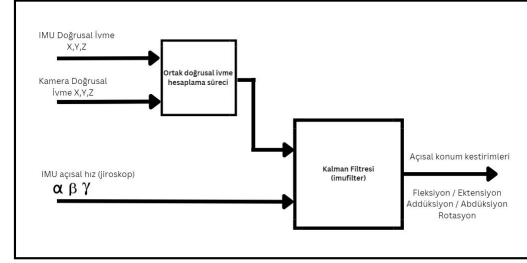 IMU Doğrusal İvme
X,Y,Z
Kamera Doğrusal
İvme X,Y,Z
Ortak doğrusal ivme
hesaplama süreci
IMU açısal hız (jiroskop)
α β γ
Kalman Filtresi
(imufilter)
Açısal konum kestirimleri
Fleksiyon / Ektensiyon
Addüksiyon / Abdüksiyon
Rotasyon